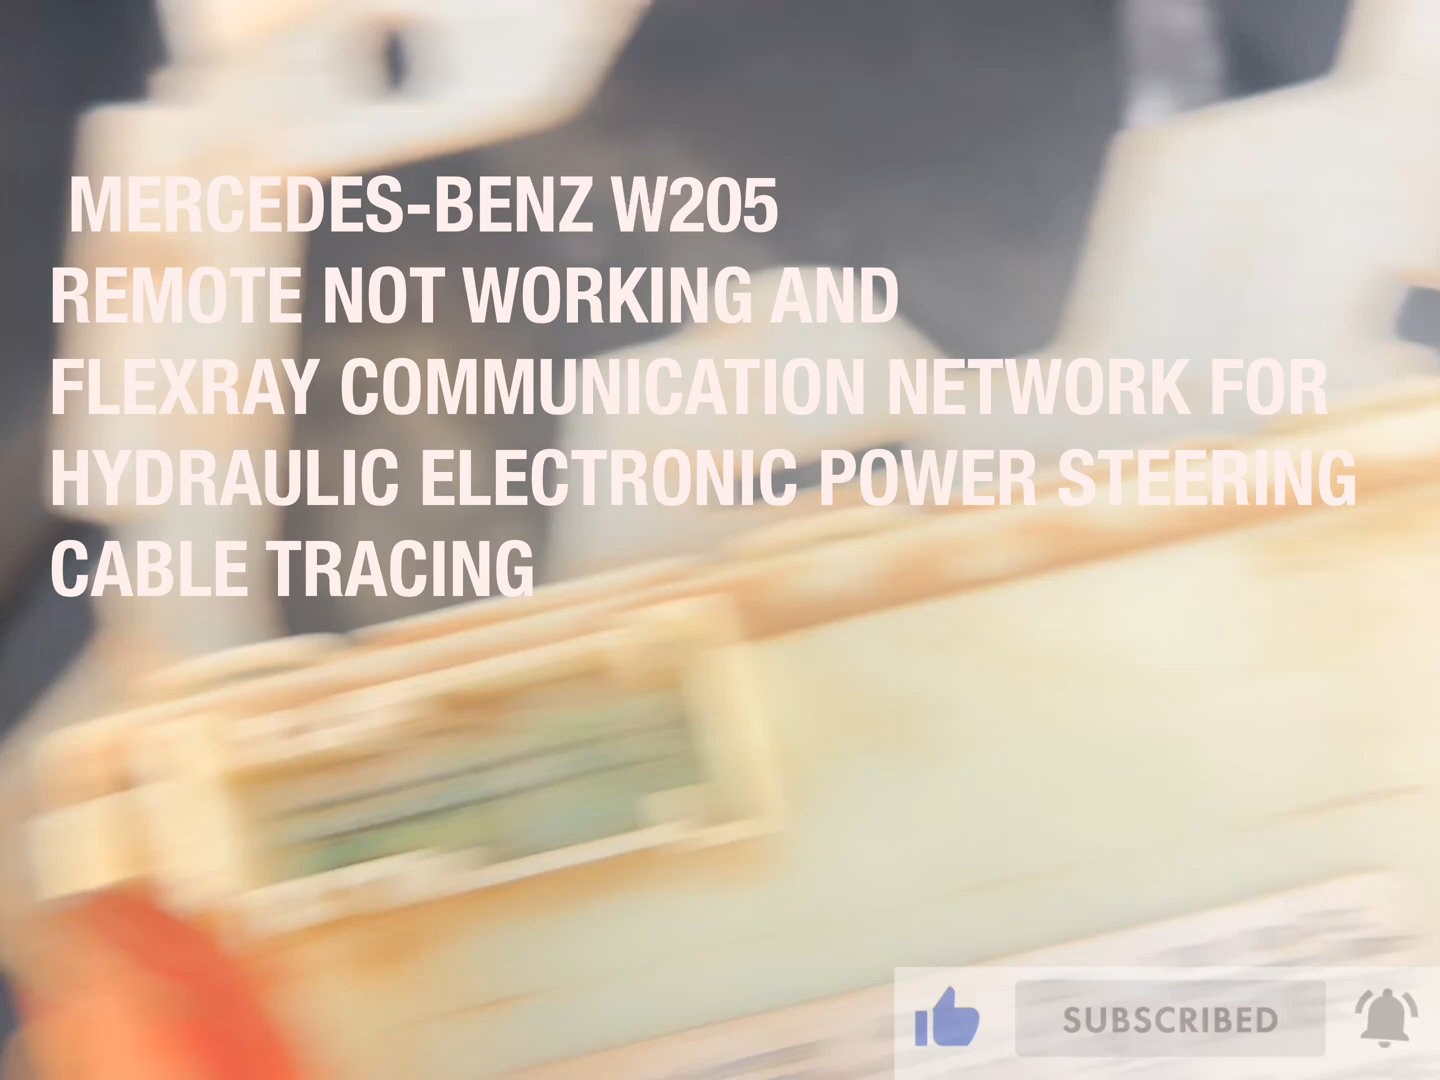 MERCEDES-BENZ W205
REMOTE NOT WORKING AND
FLEXRAY COMMUNICATION NETWORK FOR
HYDRAULIC ELECTRONIC POWER STEERING
CABLE TRACING
SUBSCRIBED